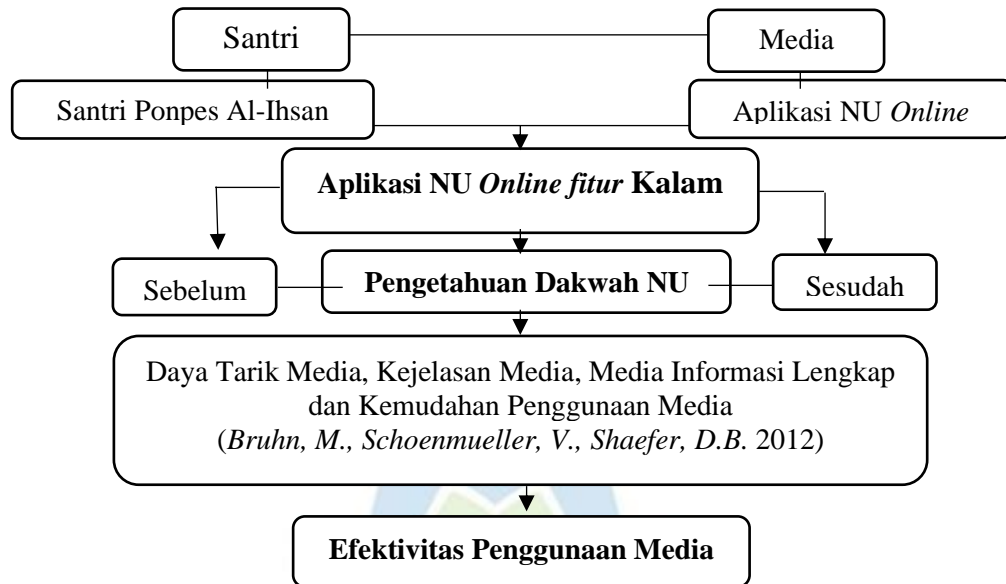 Santri
Media
Santri Ponpes Al-Ihsan
Aplikasi NU Online
Aplikasi NU Online fitur Kalam
Sebelum
Pengetahuan Dakwah NU
Sesudah
Daya Tarik Media, Kejelasan Media, Media Informasi Lengkap
dan Kemudahan Penggunaan Media
(Bruhn, M., Schoenmueller, V., Shaefer, D.B. 2012)
Efektivitas Penggunaan Media